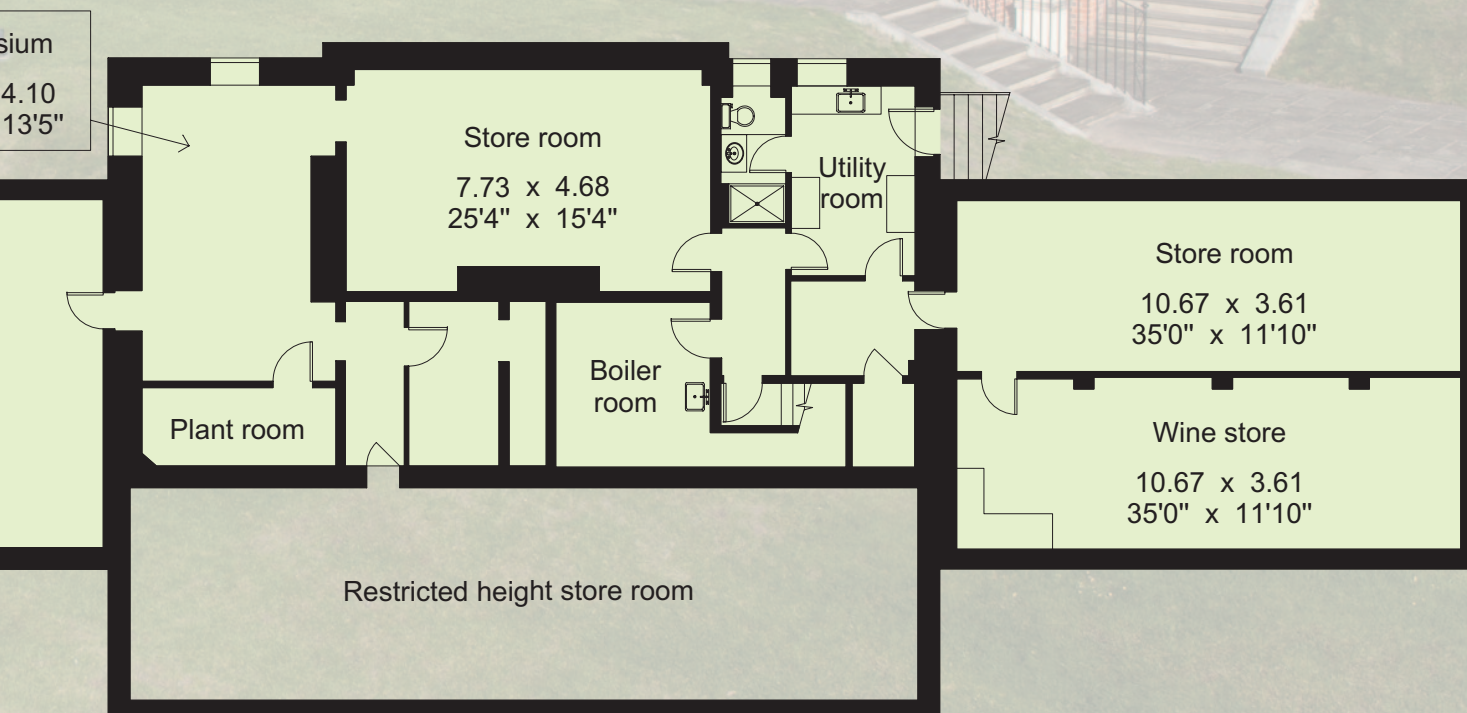 4.10
13'5"
Store room
7.73 x 4.68
25'4" x 15'4"
Utility
room
Store room
10.67 x 3.61
35'0" x 11'10"
Boiler
room
Plant room
Wine store
10.67 x 3.61
35'0" x 11'10"
Restricted height store room